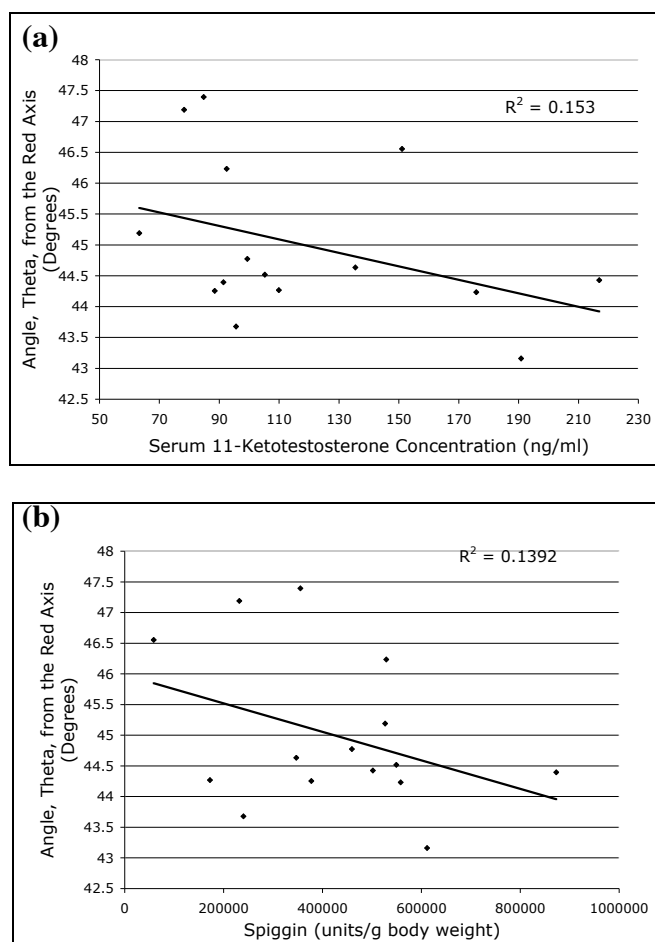 (a)
48
47.5
47
46.5
46
45.5
45
44.5
44
43.5
43
42.5
Angle, Theta, from the Red Axis
(Degrees)
R² = 0.153
50 70 90 110 130 150 170 190 210 230
Serum 11-Ketotestosterone Concentration (ng/ml)
(b)
48
47.5
47
46.5
46
45.5
45
44.5
44
43.5
43
42.5
Angle, Theta, from the Red Axis
(Degrees)
R² = 0.1392
0 200000 400000 600000 800000 1000000
Spiggin (units/g body weight)